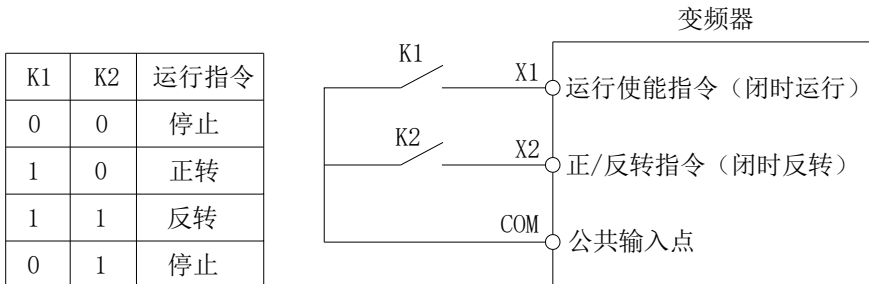 变频器
K1 K2 运行指令
0 0 停止
1 0 正转
1 1 反转
0 1 停止
K1
X1
运行使能指令（闭时运行）
K2
X2
正/反转指令（闭时反转）
COM
公共输入点